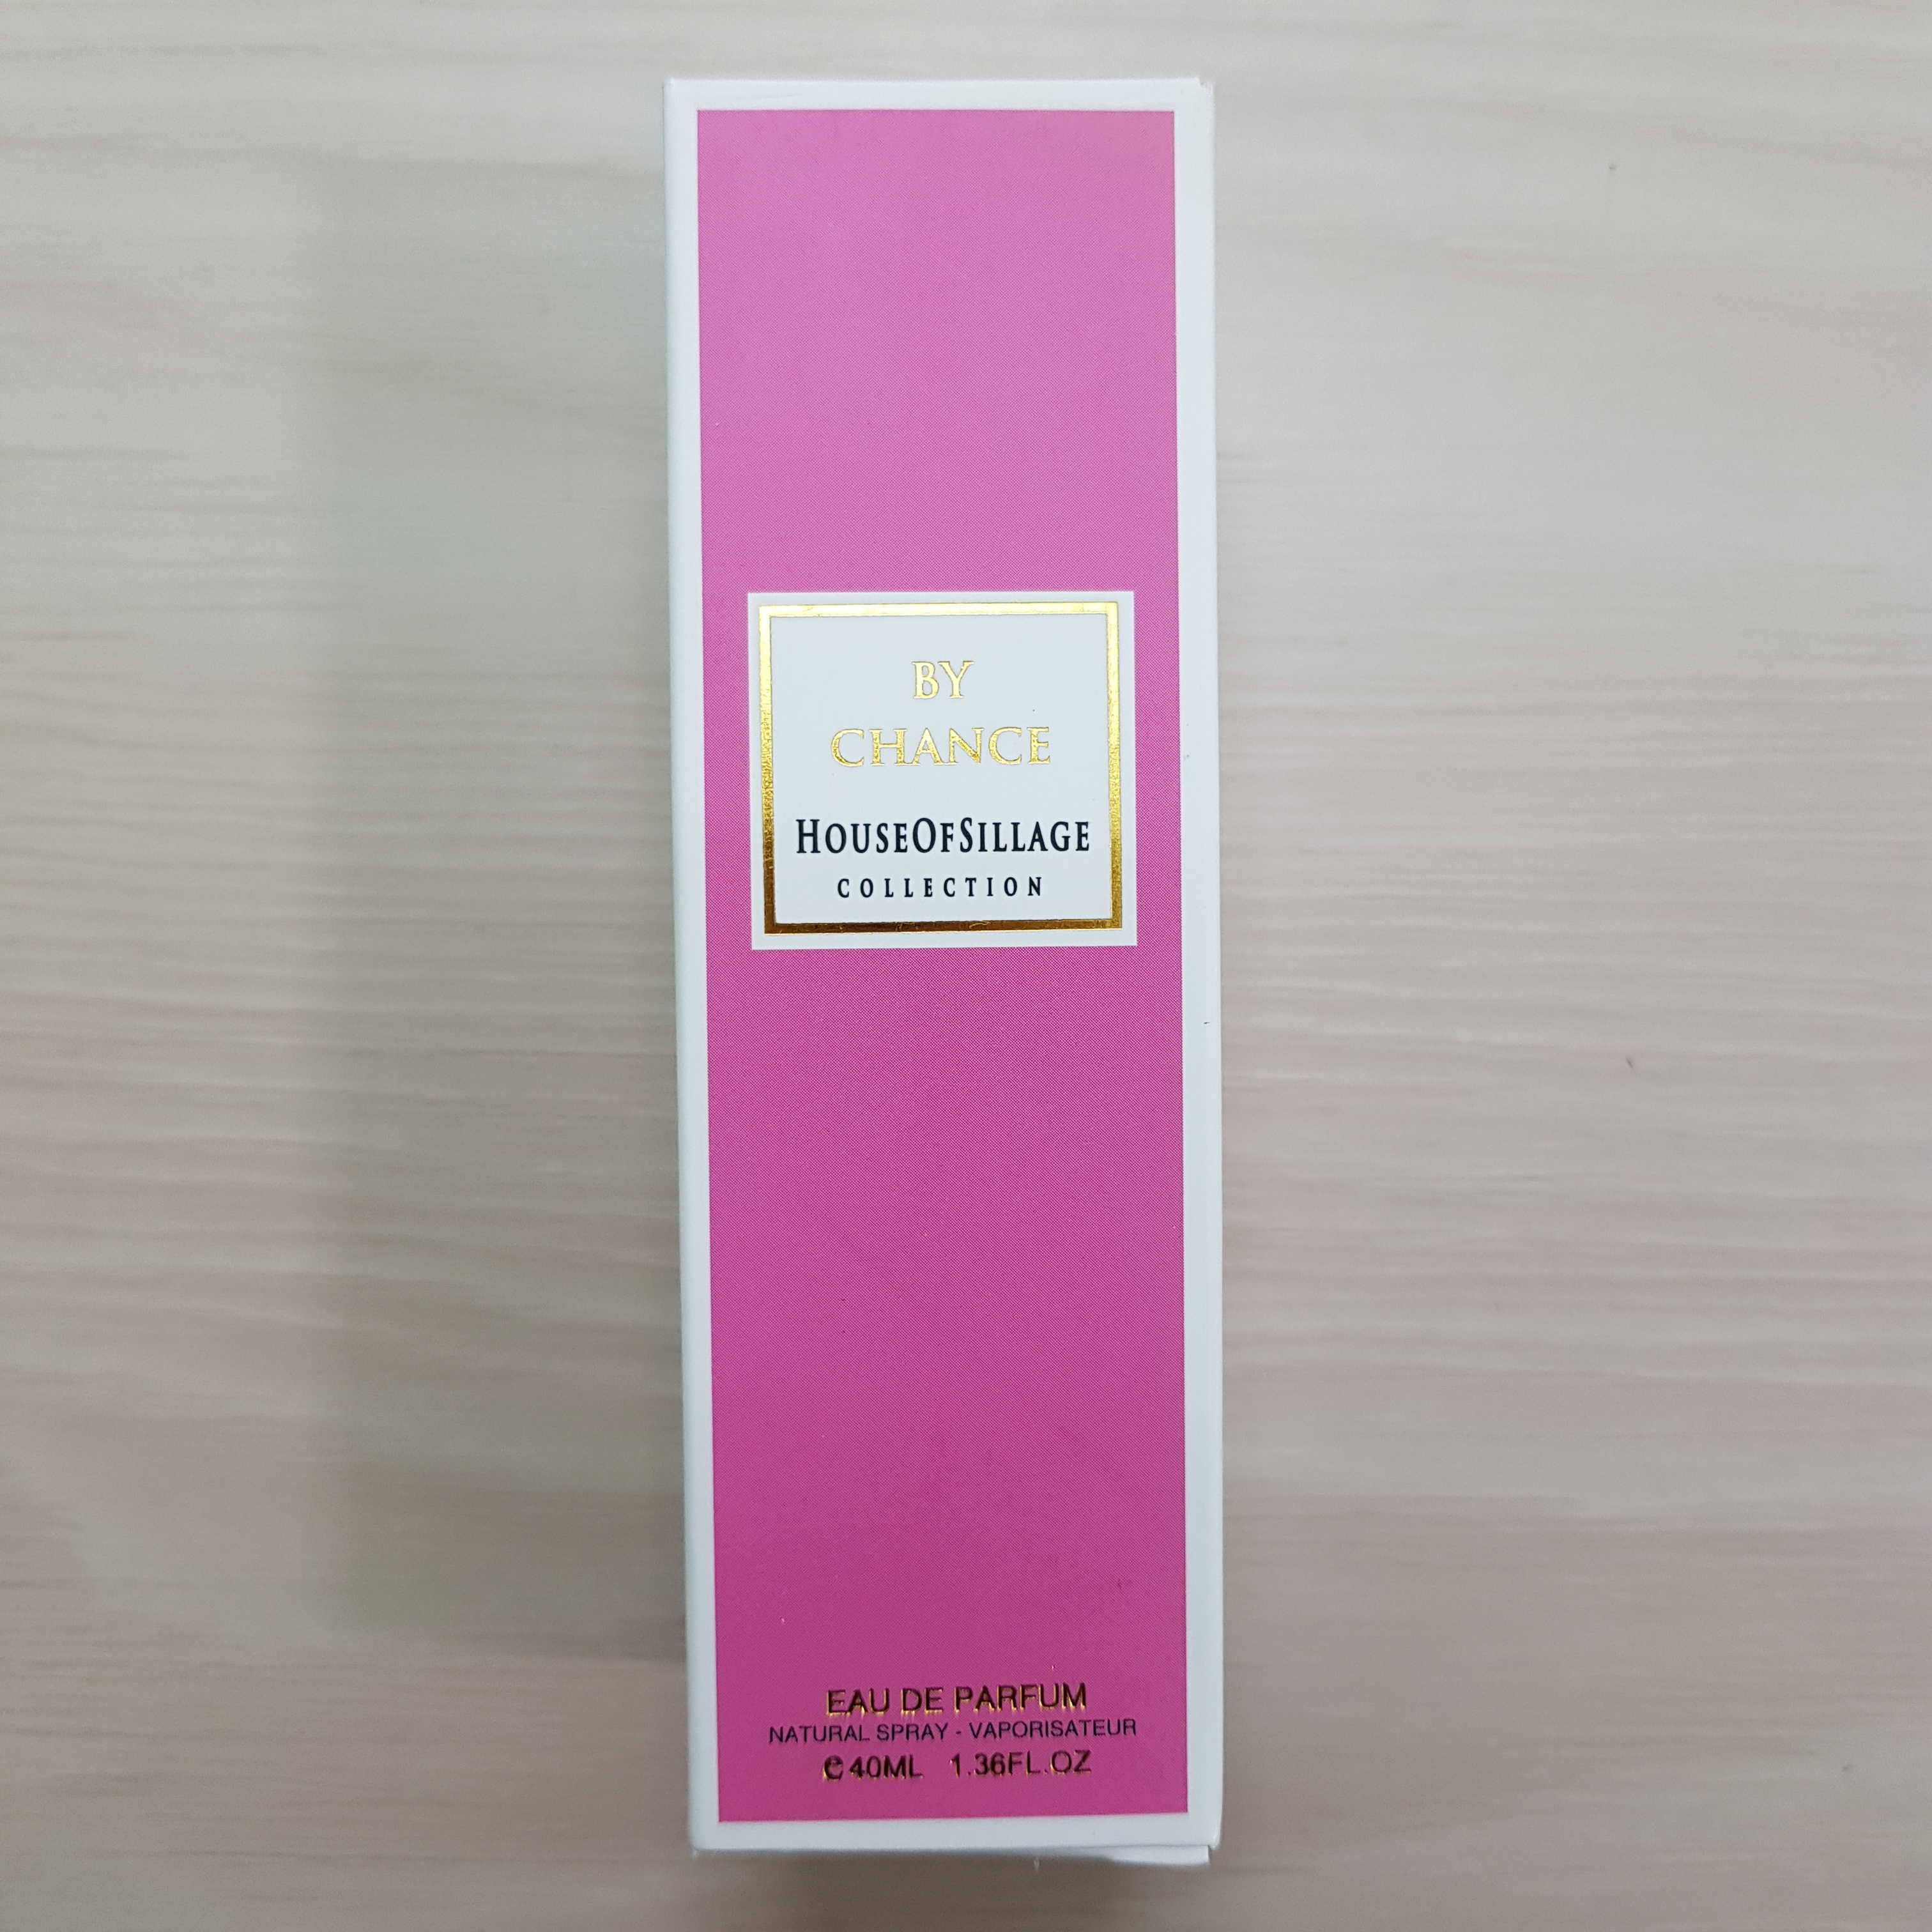 BY
CHANCE
HOUSEOFSILLAGE
COLLECTION
EAU DE PARFUM
NATURAL SPRAY - VAPORISATEUR
℮40ML 1.36FL.OZ